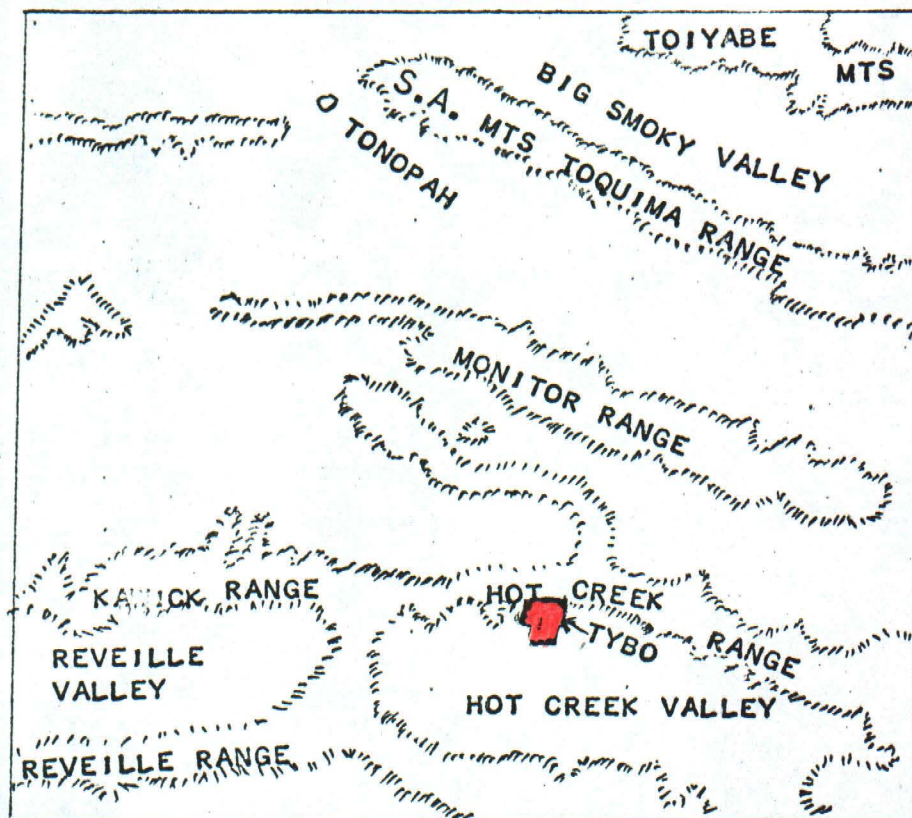 TOIYABE
MTS
BIG SMOKY VALLEY
S.A. MTS TOQUIMA RANGE
TONOPAH
MONITOR RANGE
HOT CREEK RANGE
TYBO
KAWICK RANGE
REVEILLE
VALLEY
HOT CREEK VALLEY
REVEILLE RANGE